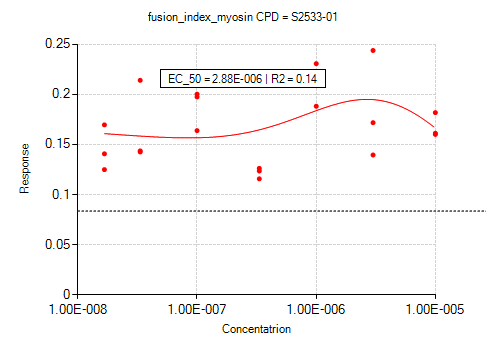 fusion_index_myosin CPD = S2533-01
EC_50 = 2.88E-006 | R2 = 0.14
0.25
0.2
0.15
0.1
0.05
0
Response
1.00E-008 1.00E-007 1.00E-006 1.00E-005
Concentatrion